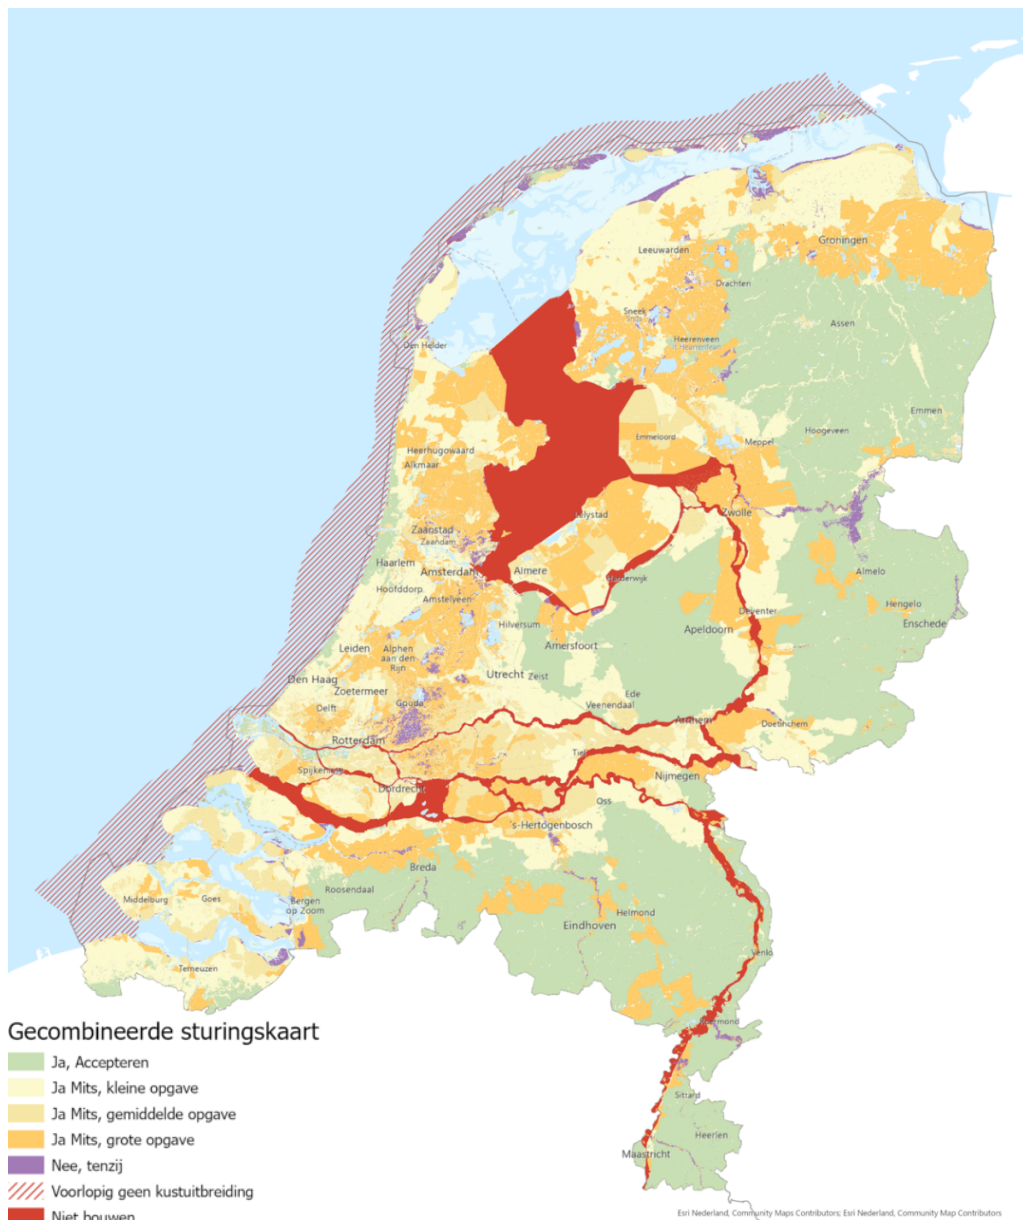 Groningen
Leeuwarden
Drachten
Assen
Sneek
Snits
Heerenveen
Den Helder
Emmen
Hoogeveen
Emmeloord
Meppel
Heerhugowaard
Alkmaar
Lelystad
Zwolle
Zaanstad
Zaandam
Haarlem
Amsterdam
Almere
Harderwijk
Almelo
Hoofddorp
Amstelveen
Hengelo
Deventer
Enschede
Hilversum
Apeldoorn
Leiden
Alphen
aan den
Rijn
Amersfoort
Den Haag
Utrecht
Zeist
Zoetermeer
Ede
Veenendaal
Delft
Gouda
Arnhem
Doetinchem
Rotterdam
Tiel
Spijkenisse
Nijmegen
Dordrecht
Oss
's-Hertogenbosch
Breda
Roosendaal
Middelburg
Goes
Bergen
op Zoom
Helmond
Eindhoven
Venlo
Terneuzen
Roermond
Sittard
Heerlen
Maastricht
Gecombineerde sturingskaart
Ja, Accepteren
Ja Mits, kleine opgave
Ja Mits, gemiddelde opgave
Ja Mits, grote opgave
Nee, tenzij
Voorlopig geen kustuitbreiding
Niet bouwen
Esri Nederland, Community Maps Contributors; Esri Nederland, Community Map Contributors